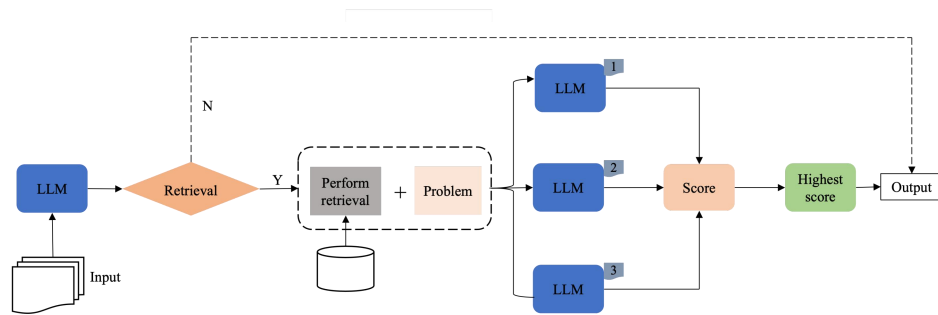 LLM
Input
Retrieval
N
Y
Perform
retrieval
+
Problem
1
LLM
2
LLM
3
LLM
Score
Highest
score
Output